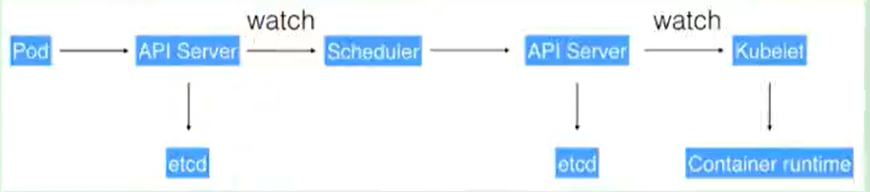 watch
watch
Pod
API Server
Scheduler
API Server
Kubelet
etcd
etcd
Container runtime